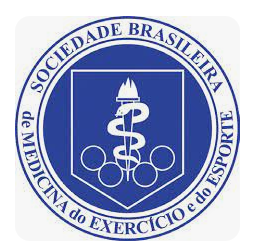 SOCIEDADE BRASILEIRA
de MEDICINA do EXERCÍCIO e do ESPORTE